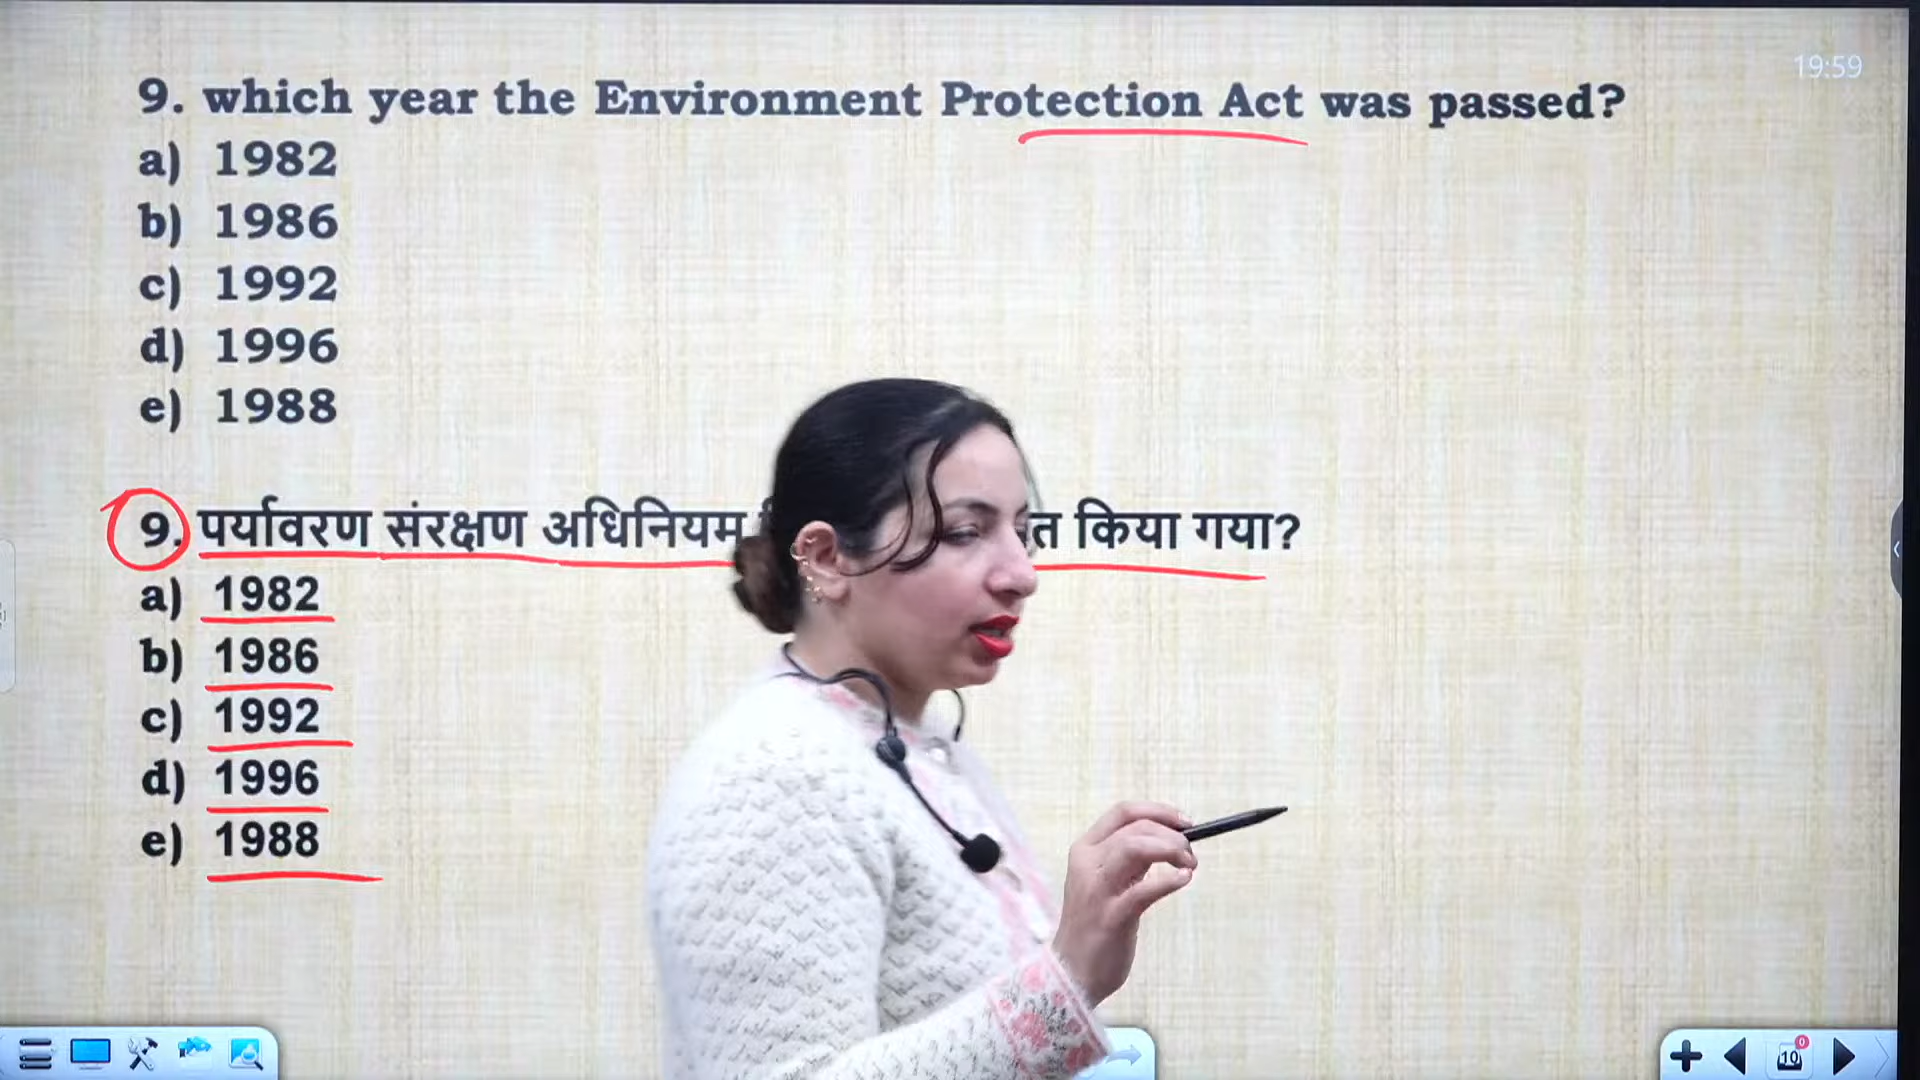 19:59
9. which year the Environment Protection Act was passed?
a) 1982
b) 1986
c) 1992
d) 1996
e) 1988
9. पर्यावरण संरक्षण अधिनियम किया गया?
a) 1982
b) 1986
c) 1992
d) 1996
e) 1988
10
0